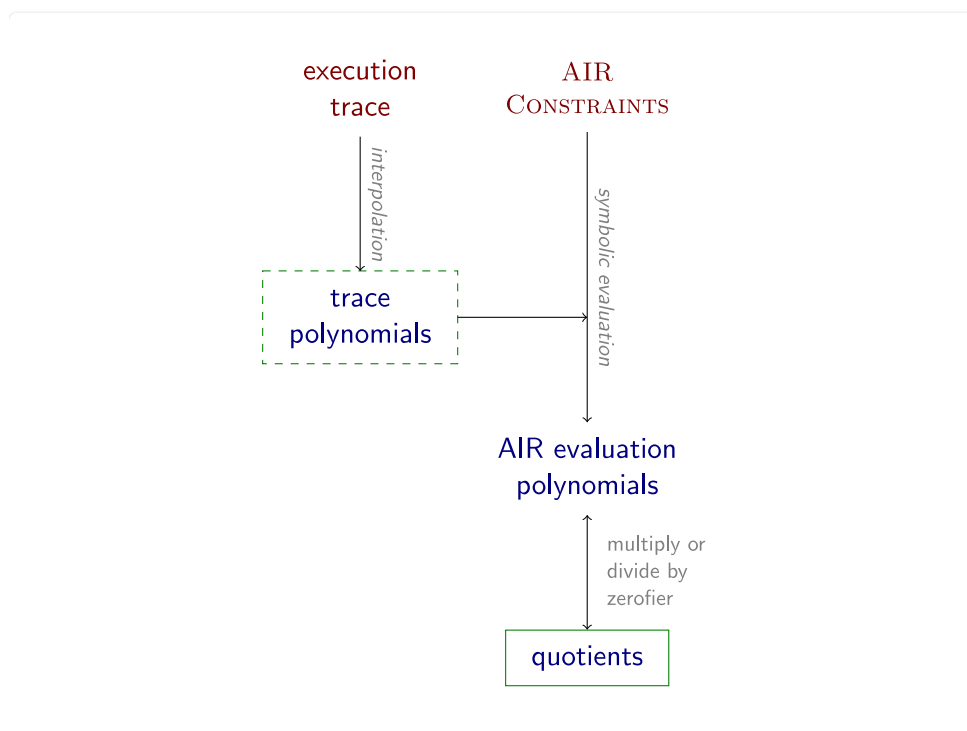 execution
trace
AIR
CONSTRAINTS
interpolation
symbolic evaluation
trace
polynomials
AIR evaluation
polynomials
multiply or
divide by
zerofier
quotients